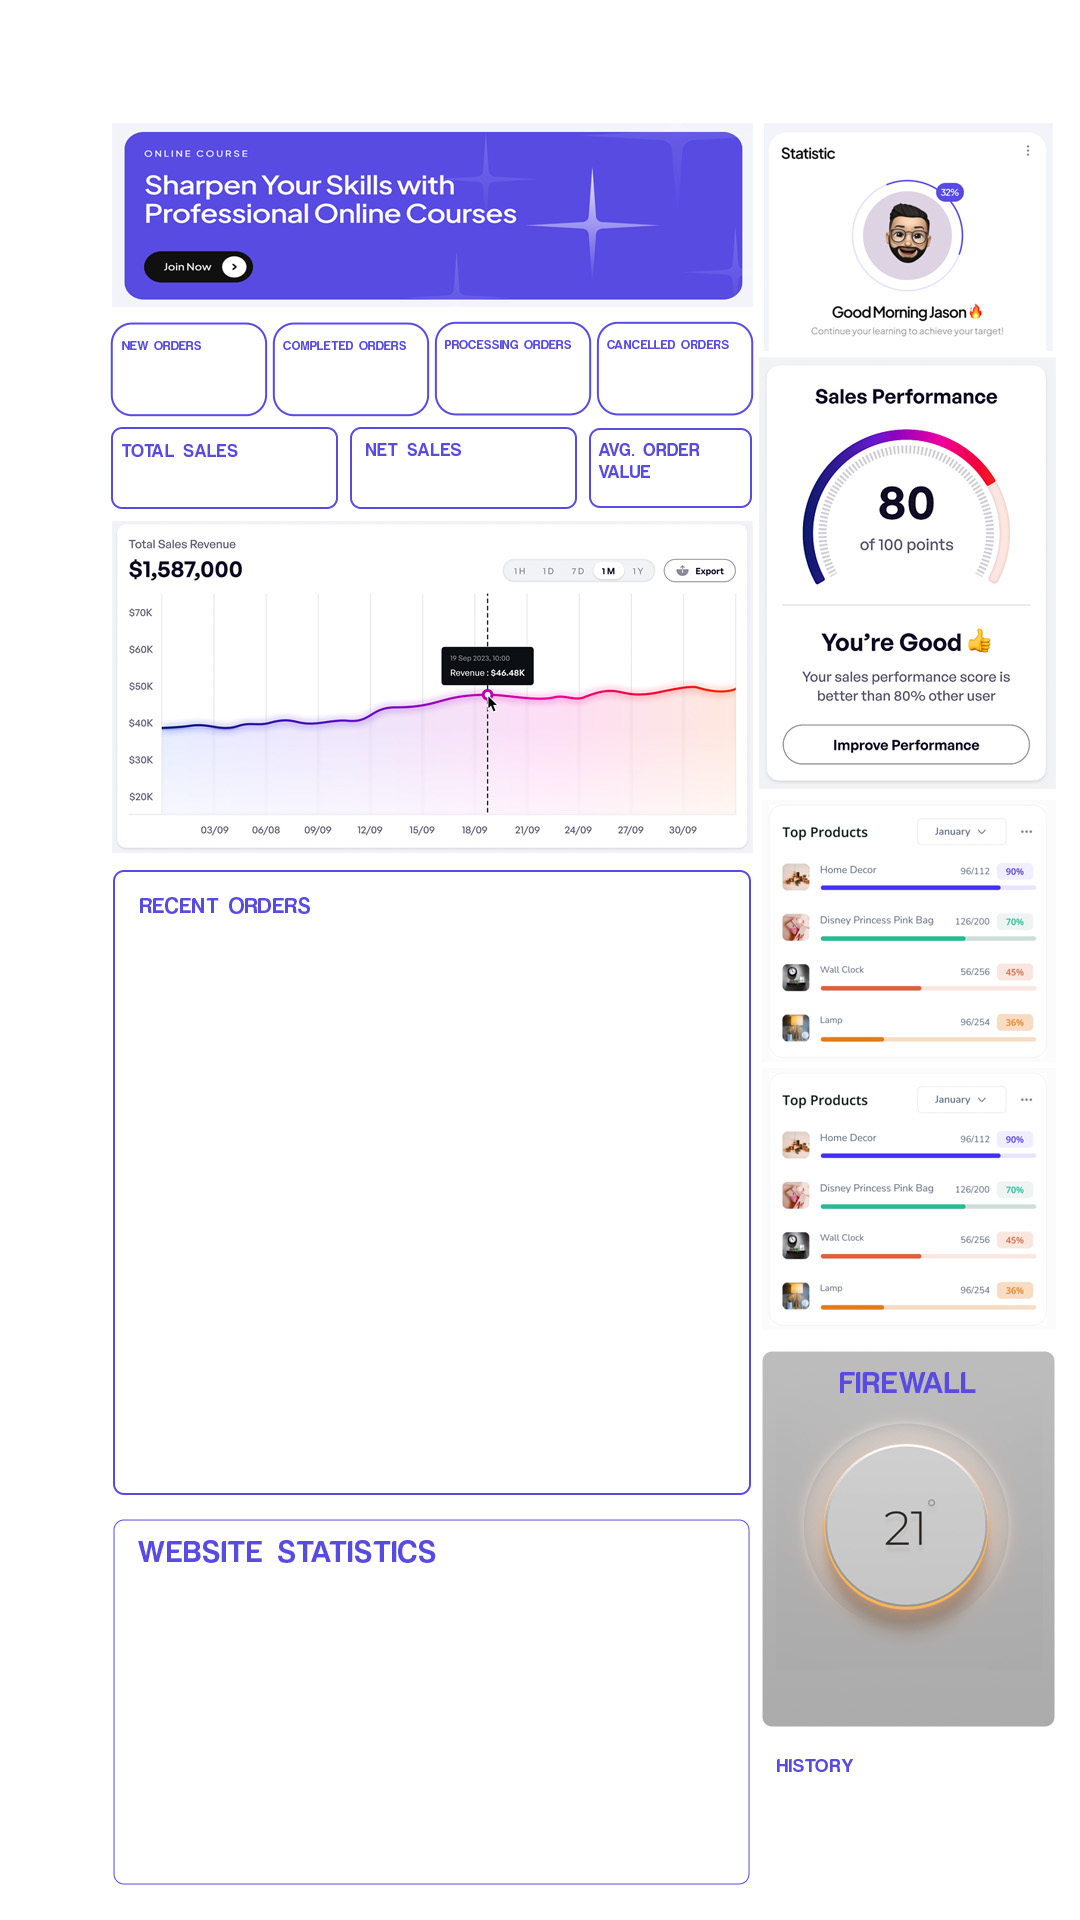 ONLINE COURSE
Sharpen Your Skills with
Professional Online Courses
Join Now
Statistic
32%
Good Morning Jason 🔥
Continue your learning to achieve your target!
NEW ORDERS
COMPLETED ORDERS
PROCESSING ORDERS
CANCELLED ORDERS
TOTAL SALES
NET SALES
AVG. ORDER
VALUE
Sales Performance
80
of 100 points
You're Good 👍
Your sales performance score is
better than 80% other user
Improve Performance
Total Sales Revenue
$1,587,000
1H 1D 7D 1M 1Y
Export
$70K
$60K
$50K
$40K
$30K
$20K
19 Sep 2023, 10:00
Revenue : $46.48K
03/09 06/08 09/09 12/09 15/09 18/09 21/09 24/09 27/09 30/09
Top Products
January
Home Decor 96/112 90%
Disney Princess Pink Bag 126/200 70%
Wall Clock 56/256 45%
Lamp 96/254 36%
RECENT ORDERS
Top Products
January
Home Decor 96/112 90%
Disney Princess Pink Bag 126/200 70%
Wall Clock 56/256 45%
Lamp 96/254 36%
FIREWALL
21°
WEBSITE STATISTICS
HISTORY